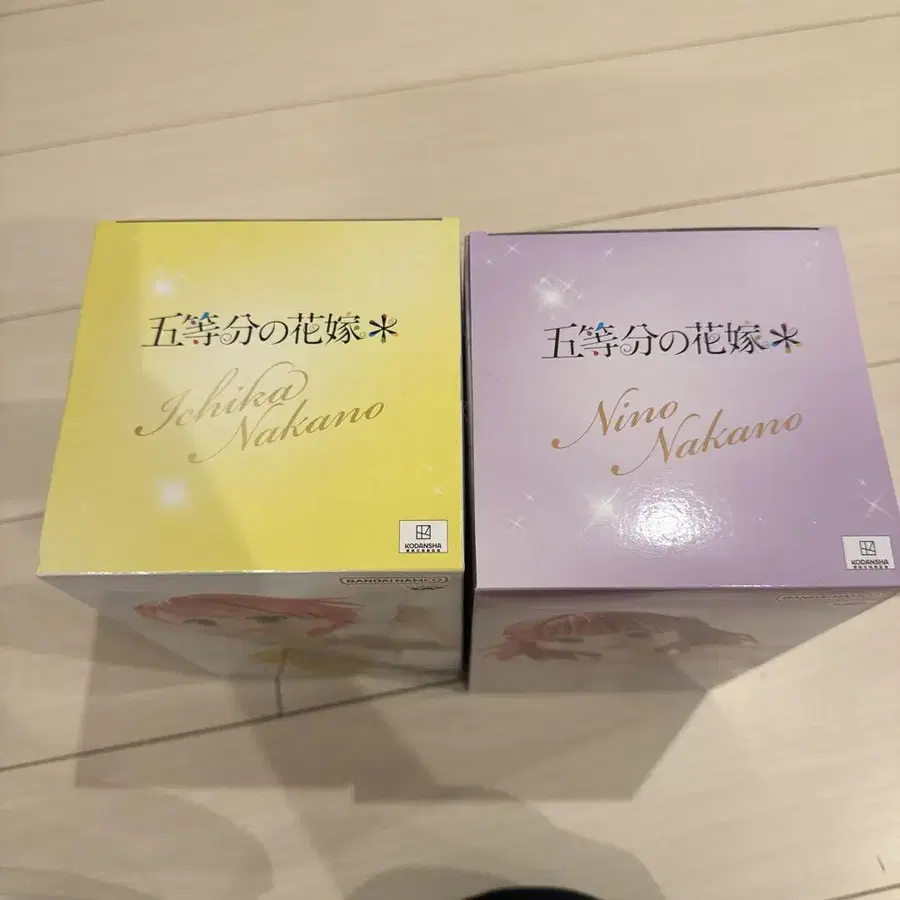 五等分の花嫁*
Ichika
Nakano
KODANSHA
BANDAI NAMCO
五等分の花嫁*
Nino
Nakano
KODANSHA